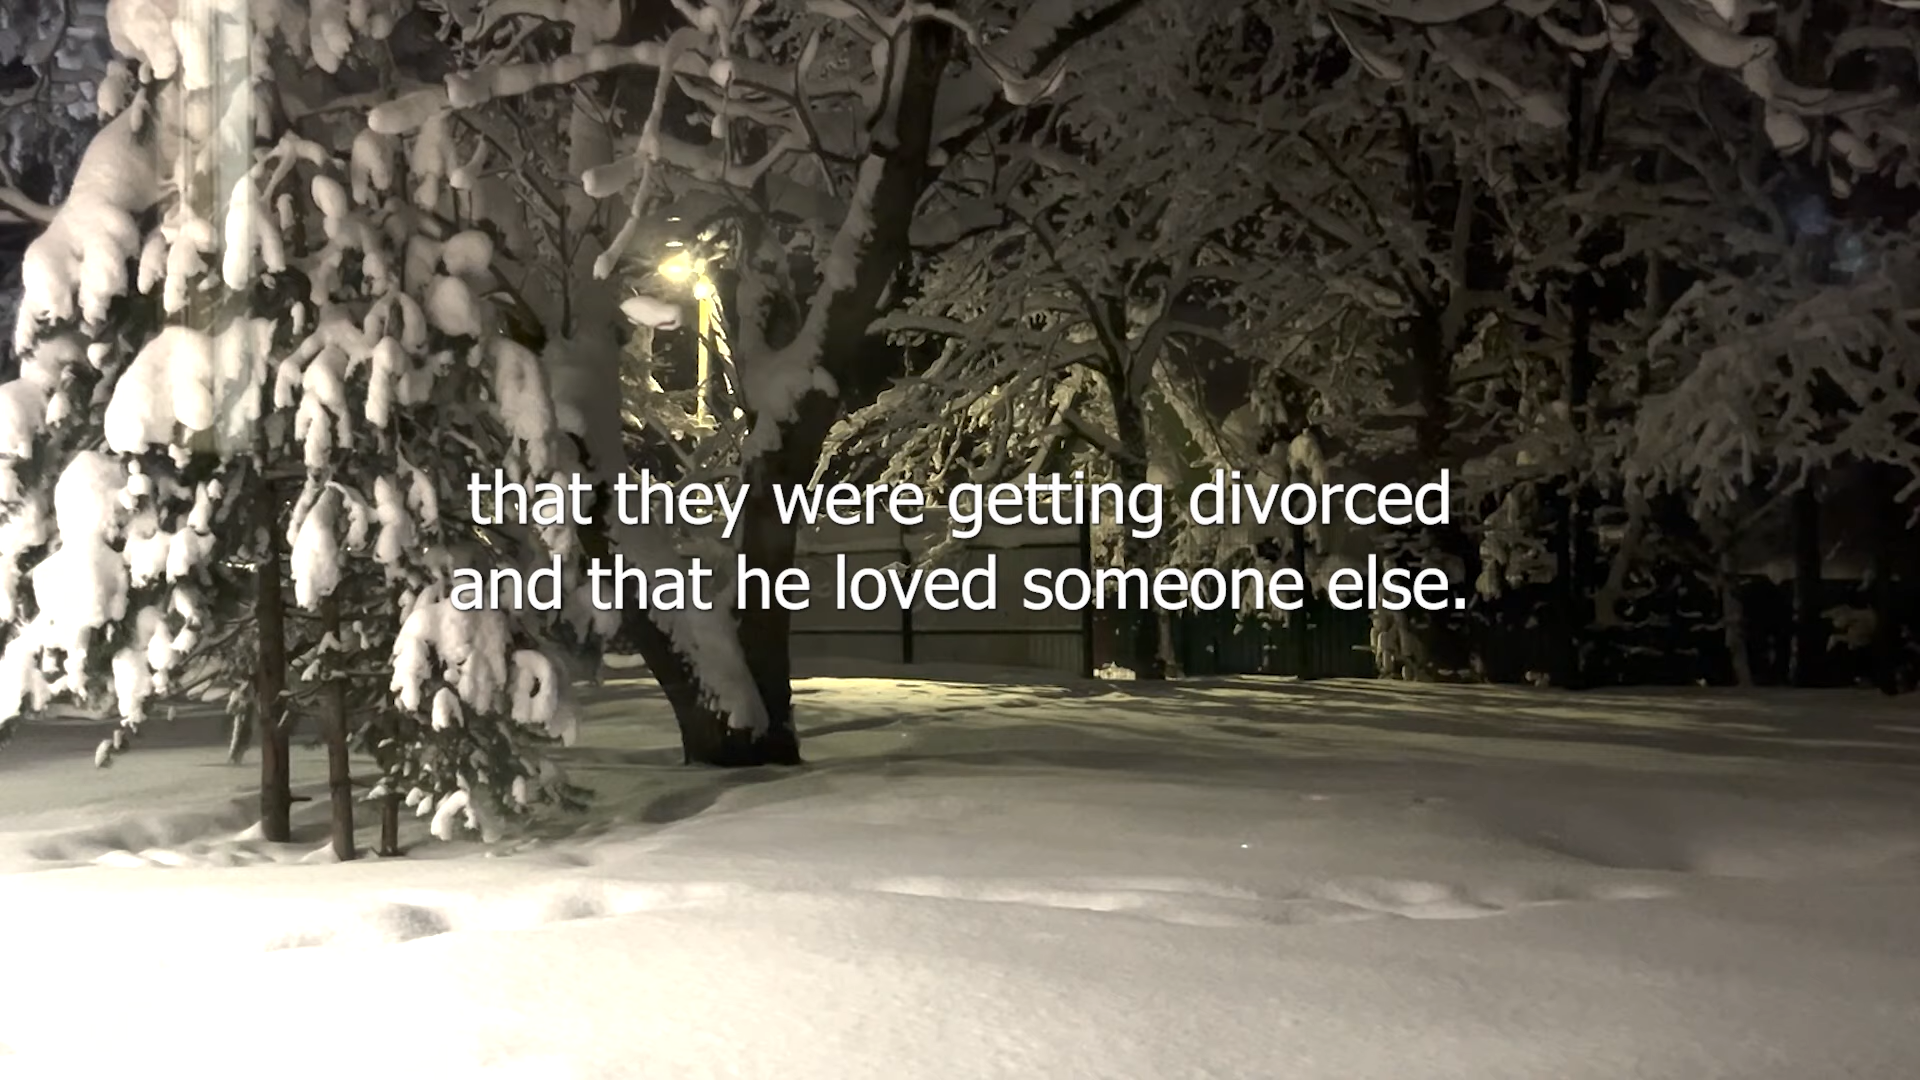 that they were getting divorced
and that he loved someone else.